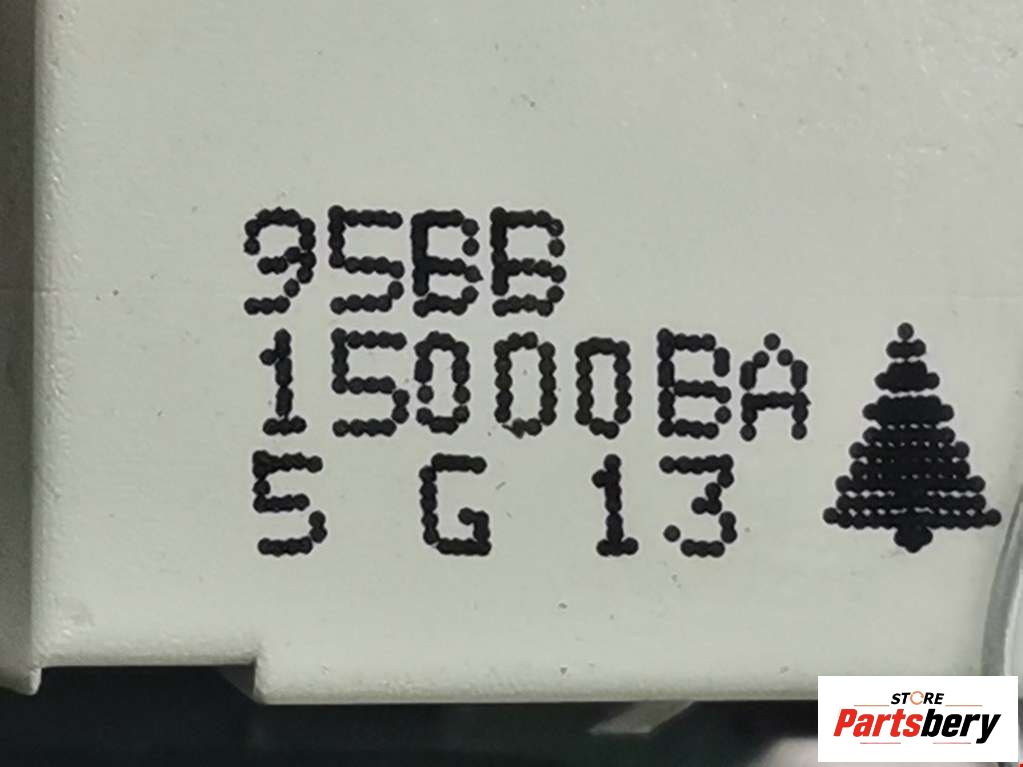 95BB
15000BA
5 G 13
STORE
Partsbery